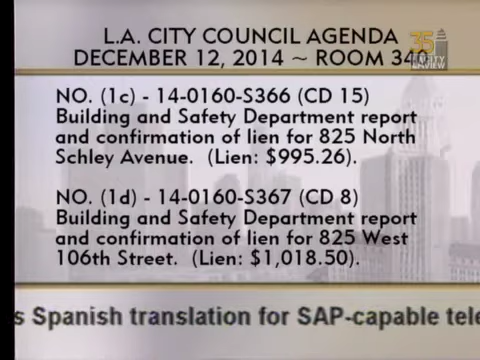 L.A. CITY COUNCIL AGENDA
DECEMBER 12, 2014 ~ ROOM 340
35
CITYVIEW
NO. (1c) - 14-0160-S366 (CD 15)
Building and Safety Department report
and confirmation of lien for 825 North
Schley Avenue. (Lien: $995.26).
NO. (1d) - 14-0160-S367 (CD 8)
Building and Safety Department report
and confirmation of lien for 825 West
106th Street. (Lien: $1,018.50).
s Spanish translation for SAP-capable tele